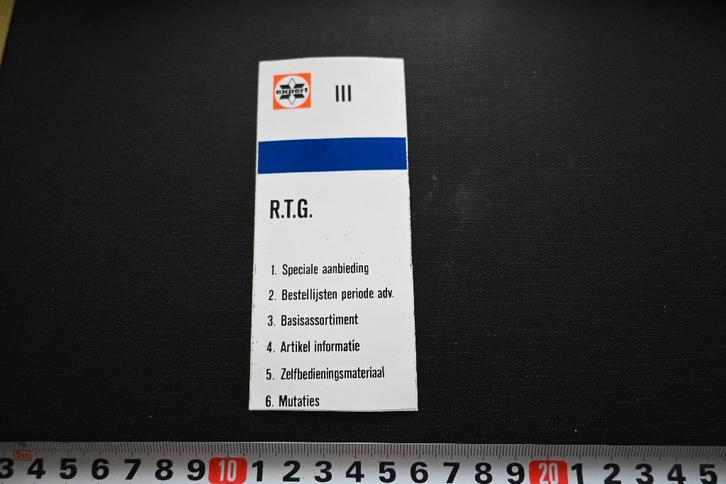 expert
III
R.T.G.
1. Speciale aanbieding
2. Bestellijsten periode adv.
3. Basisassortiment
4. Artikel informatie
5. Zelfbedieningsmateriaal
6. Mutaties
5m
3 4 5 6 7 8 9 10 1 2 3 4 5 6 7 8 9 20 1 2 3 4 5